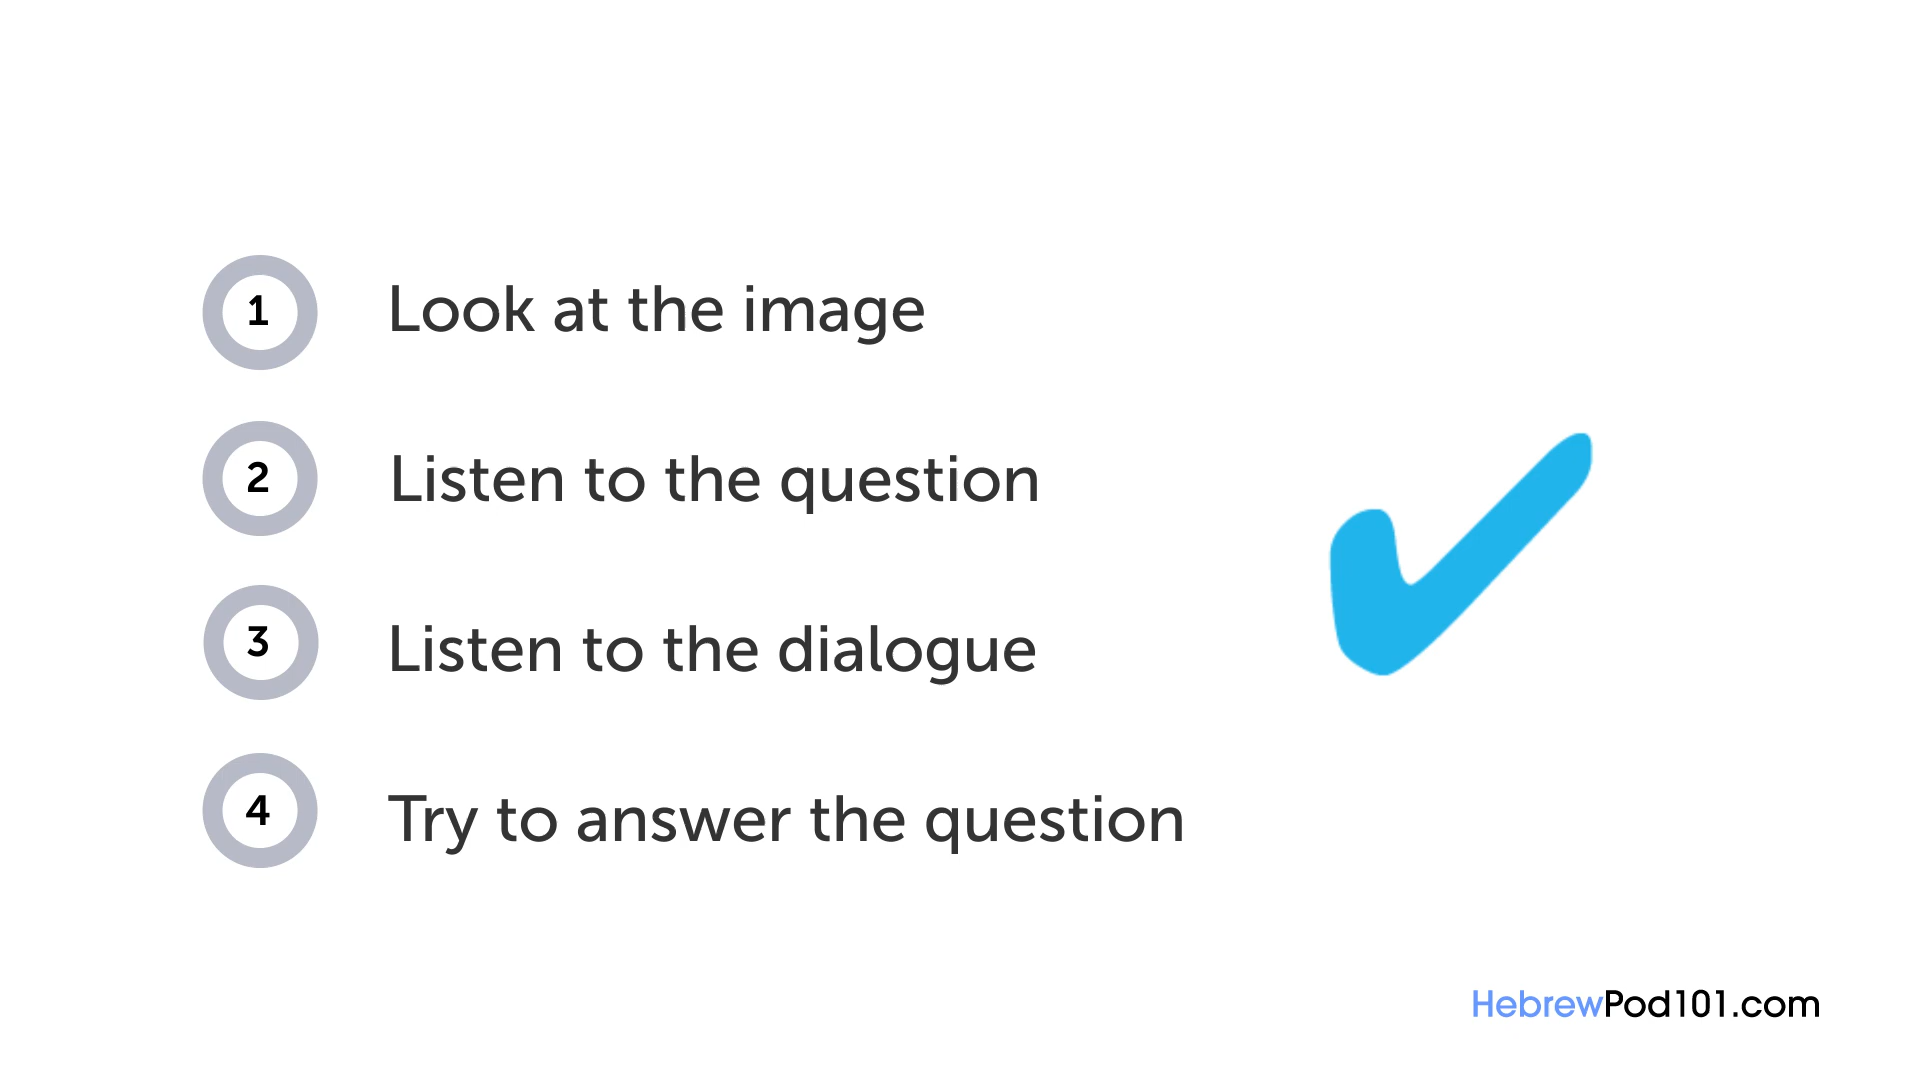 1 Look at the image
2 Listen to the question
3 Listen to the dialogue
4 Try to answer the question
HebrewPod101.com